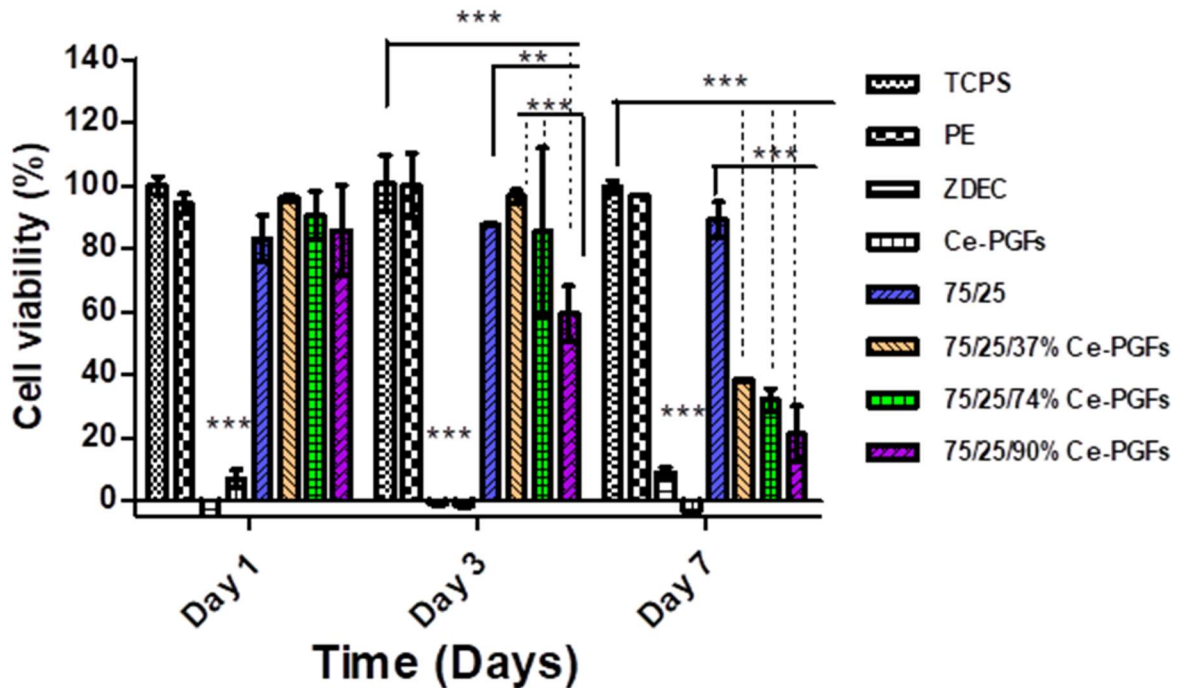 ***
**
***
***
***
***
***
***
Cell viability (%)
140
120
100
80
60
40
20
0
Day 1
Day 3
Day 7
Time (Days)
TCPS
PE
ZDEC
Ce-PGFs
75/25
75/25/37% Ce-PGFs
75/25/74% Ce-PGFs
75/25/90% Ce-PGFs